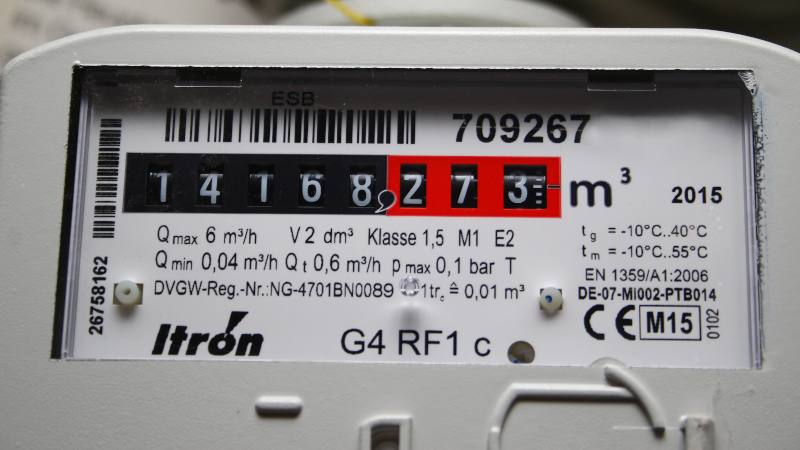 ESB
709267
14168,273 m³
2015
Qmax 6 m³/h V 2 dm³ Klasse 1,5 M1 E2
Qmin 0,04 m³/h Qt 0,6 m³/h pmax 0,1 bar T
DVGW-Reg.-Nr.:NG-4701BN0089 1trc ≙ 0,01 m³
tg = -10°C..40°C
tm = -10°C..55°C
EN 1359/A1:2006
DE-07-MI002-PTB014
CE M15 0102
26758162
Itrón
G4 RF1 c